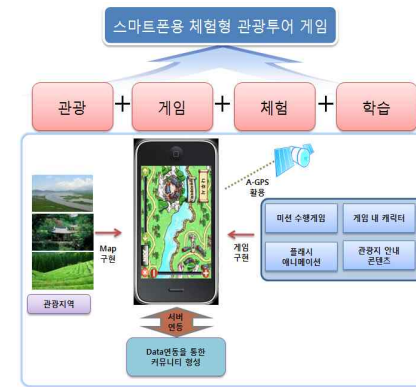 스마트폰용 체험형 관광투어 게임
관광 + 게임 + 체험 + 학습
A-GPS
활용
Map
구현
게임
구현
미션 수행게임
게임 내 캐릭터
플래시
애니메이션
관광지 안내
콘텐츠
관광지역
서버
연동
Data연동을 통한
커뮤니티 형성